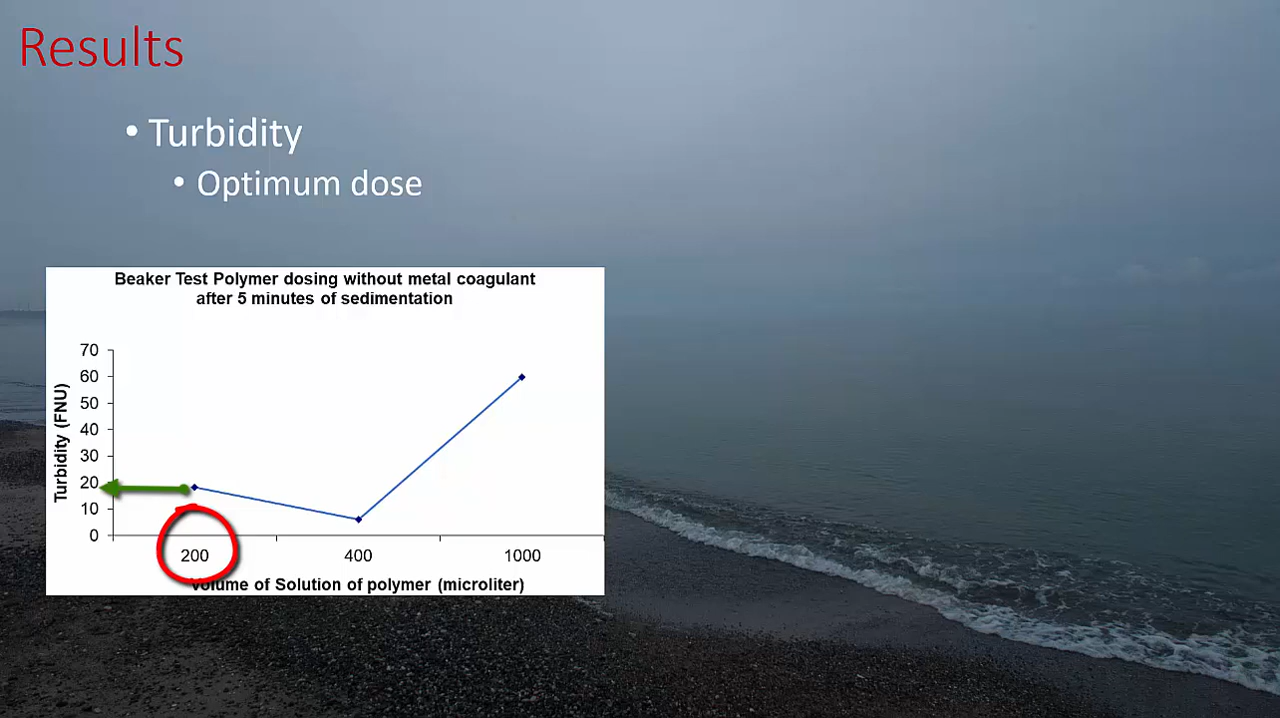 Results
• Turbidity
• Optimum dose
Beaker Test Polymer dosing without metal coagulant
after 5 minutes of sedimentation
70
60
50
40
30
20
10
0
Turbidity (FNU)
200 400 1000
Volume of Solution of polymer (microliter)